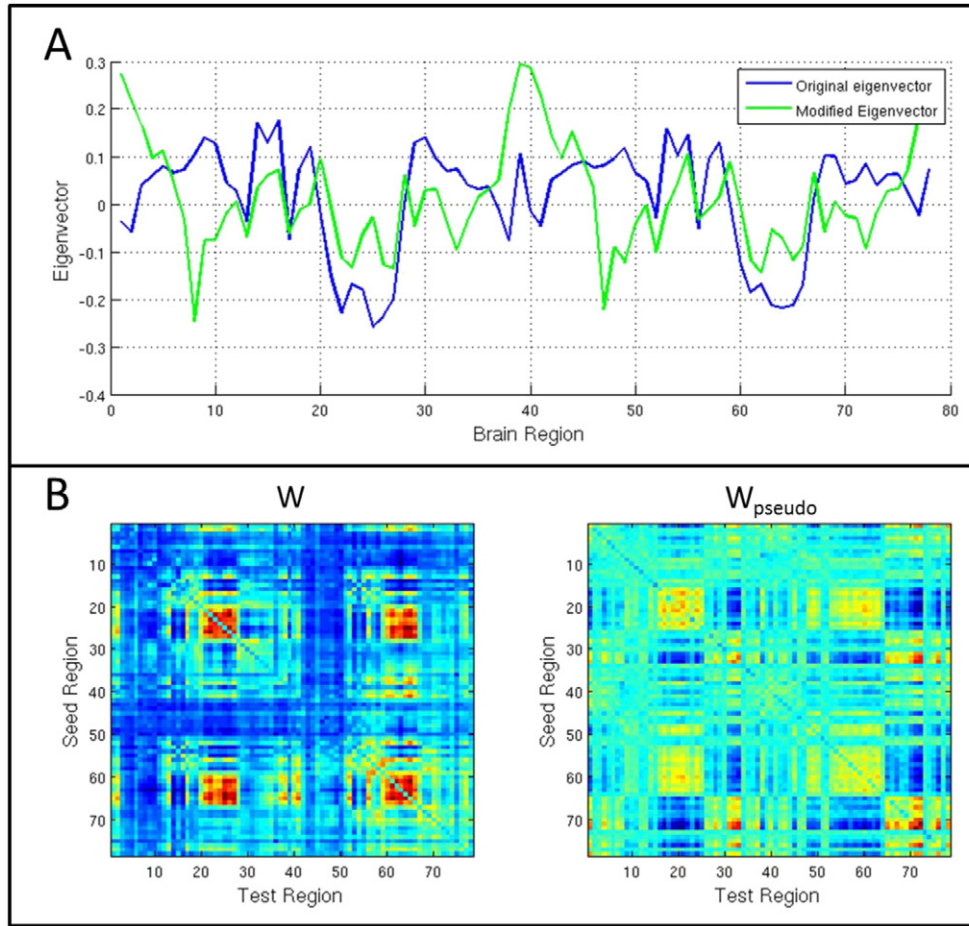 A
0.3
0.2
0.1
0
-0.1
-0.2
-0.3
-0.4
Eigenvector
Original eigenvector
Modified Eigenvector
0 10 20 30 40 50 60 70 80
Brain Region
B
W
W pseudo
10
20
30
40
50
60
70
Seed Region
10 20 30 40 50 60 70
Test Region
10
20
30
40
50
60
70
Seed Region
10 20 30 40 50 60 70
Test Region